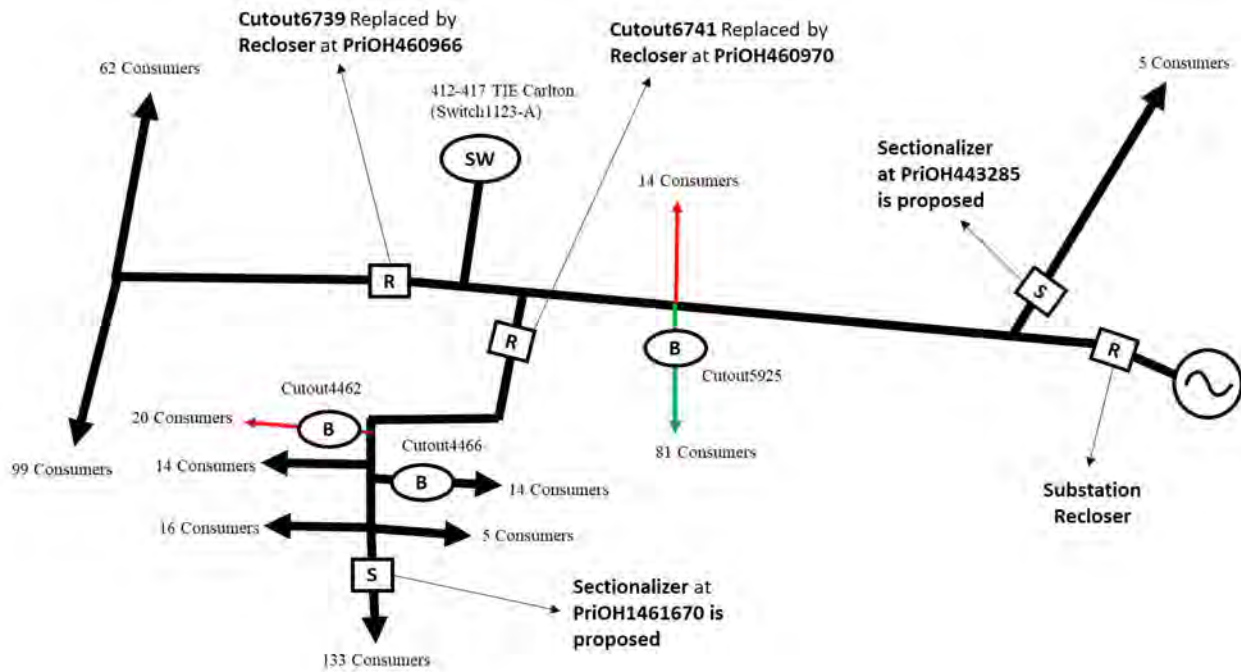 Cutout6739 Replaced by
Recloser at PriOH460966
Cutout6741 Replaced by
Recloser at PriOH460970
62 Consumers
412-417 TIE Carlton
(Switch1123-A)
5 Consumers
SW
Sectionalizer
at PriOH443285
is proposed
14 Consumers
R
S
R
R
B
Cutout5925
Cutout4462
20 Consumers
B
Cutout4466
81 Consumers
99 Consumers
14 Consumers
B
14 Consumers
Substation
Recloser
16 Consumers
5 Consumers
S
Sectionalizer at
PriOH1461670 is
proposed
133 Consumers